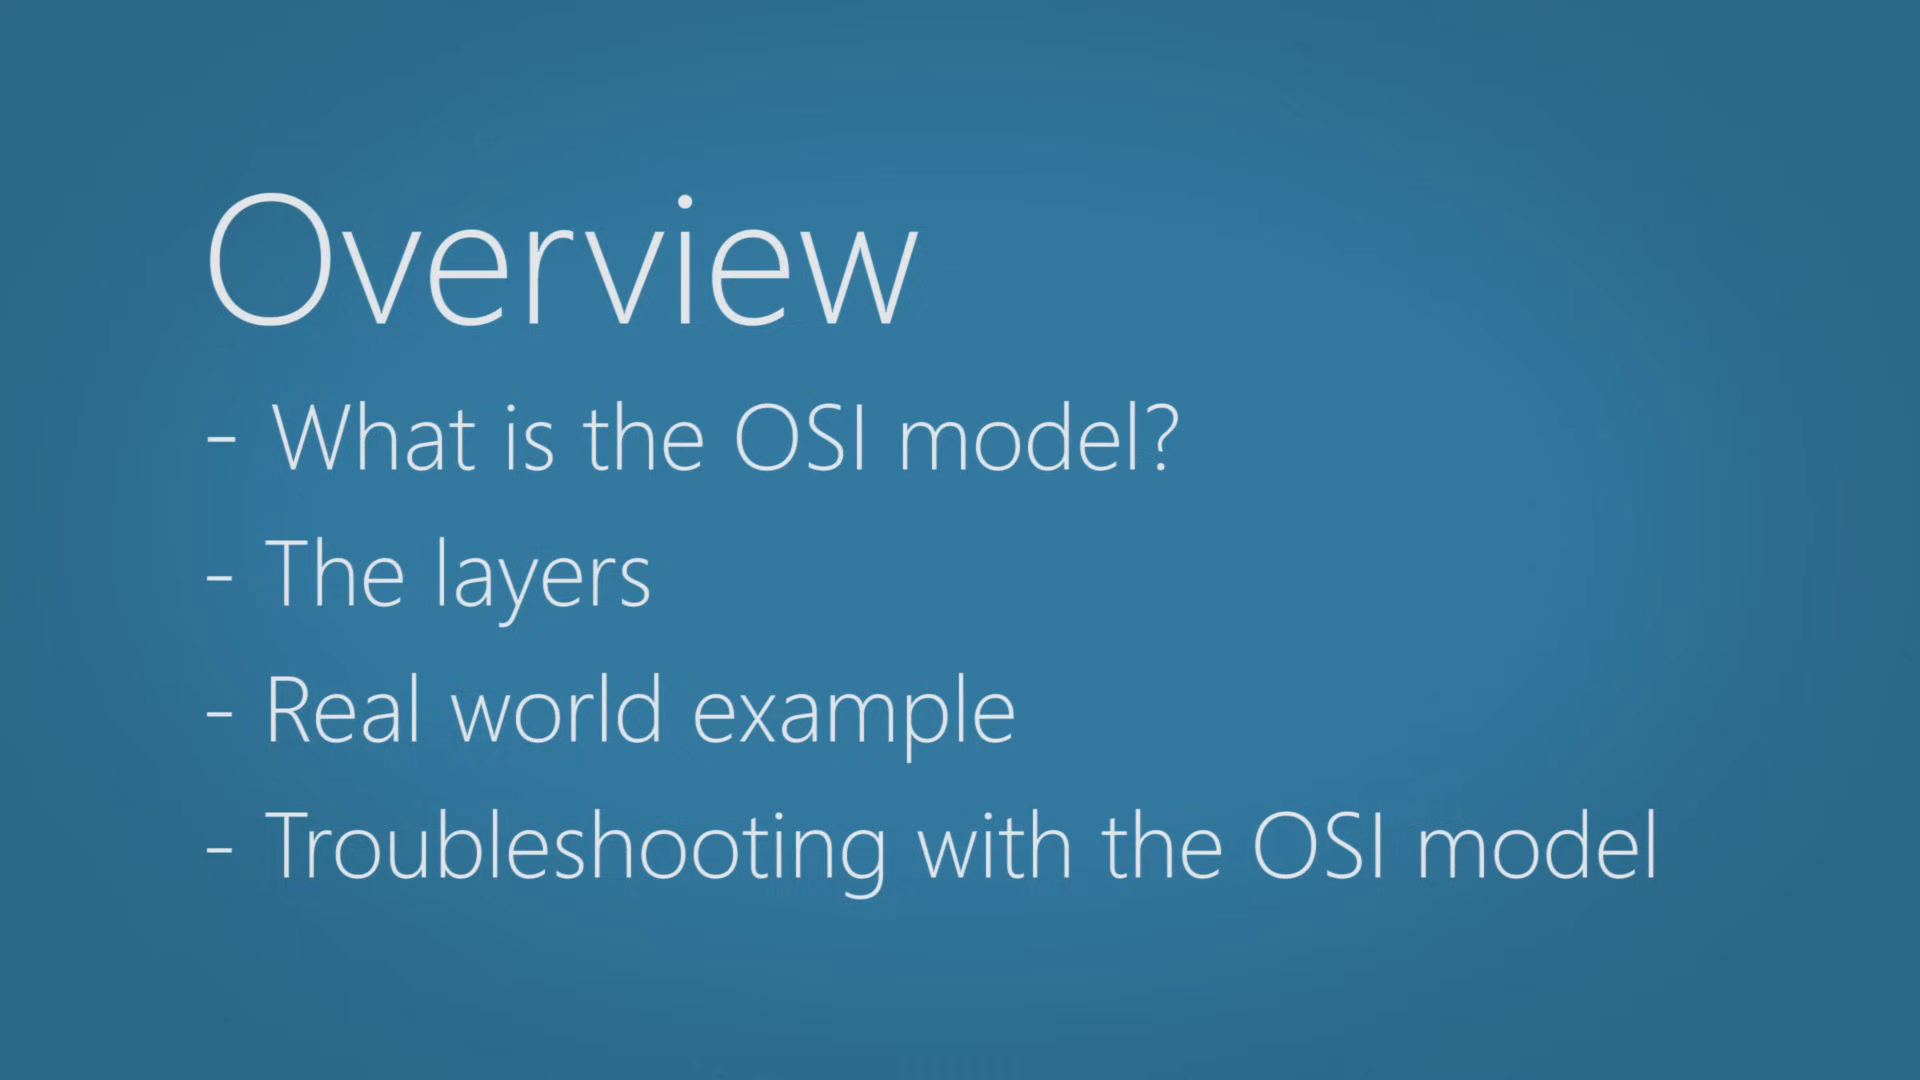 Overview
- What is the OSI model?
- The layers
- Real world example
- Troubleshooting with the OSI model